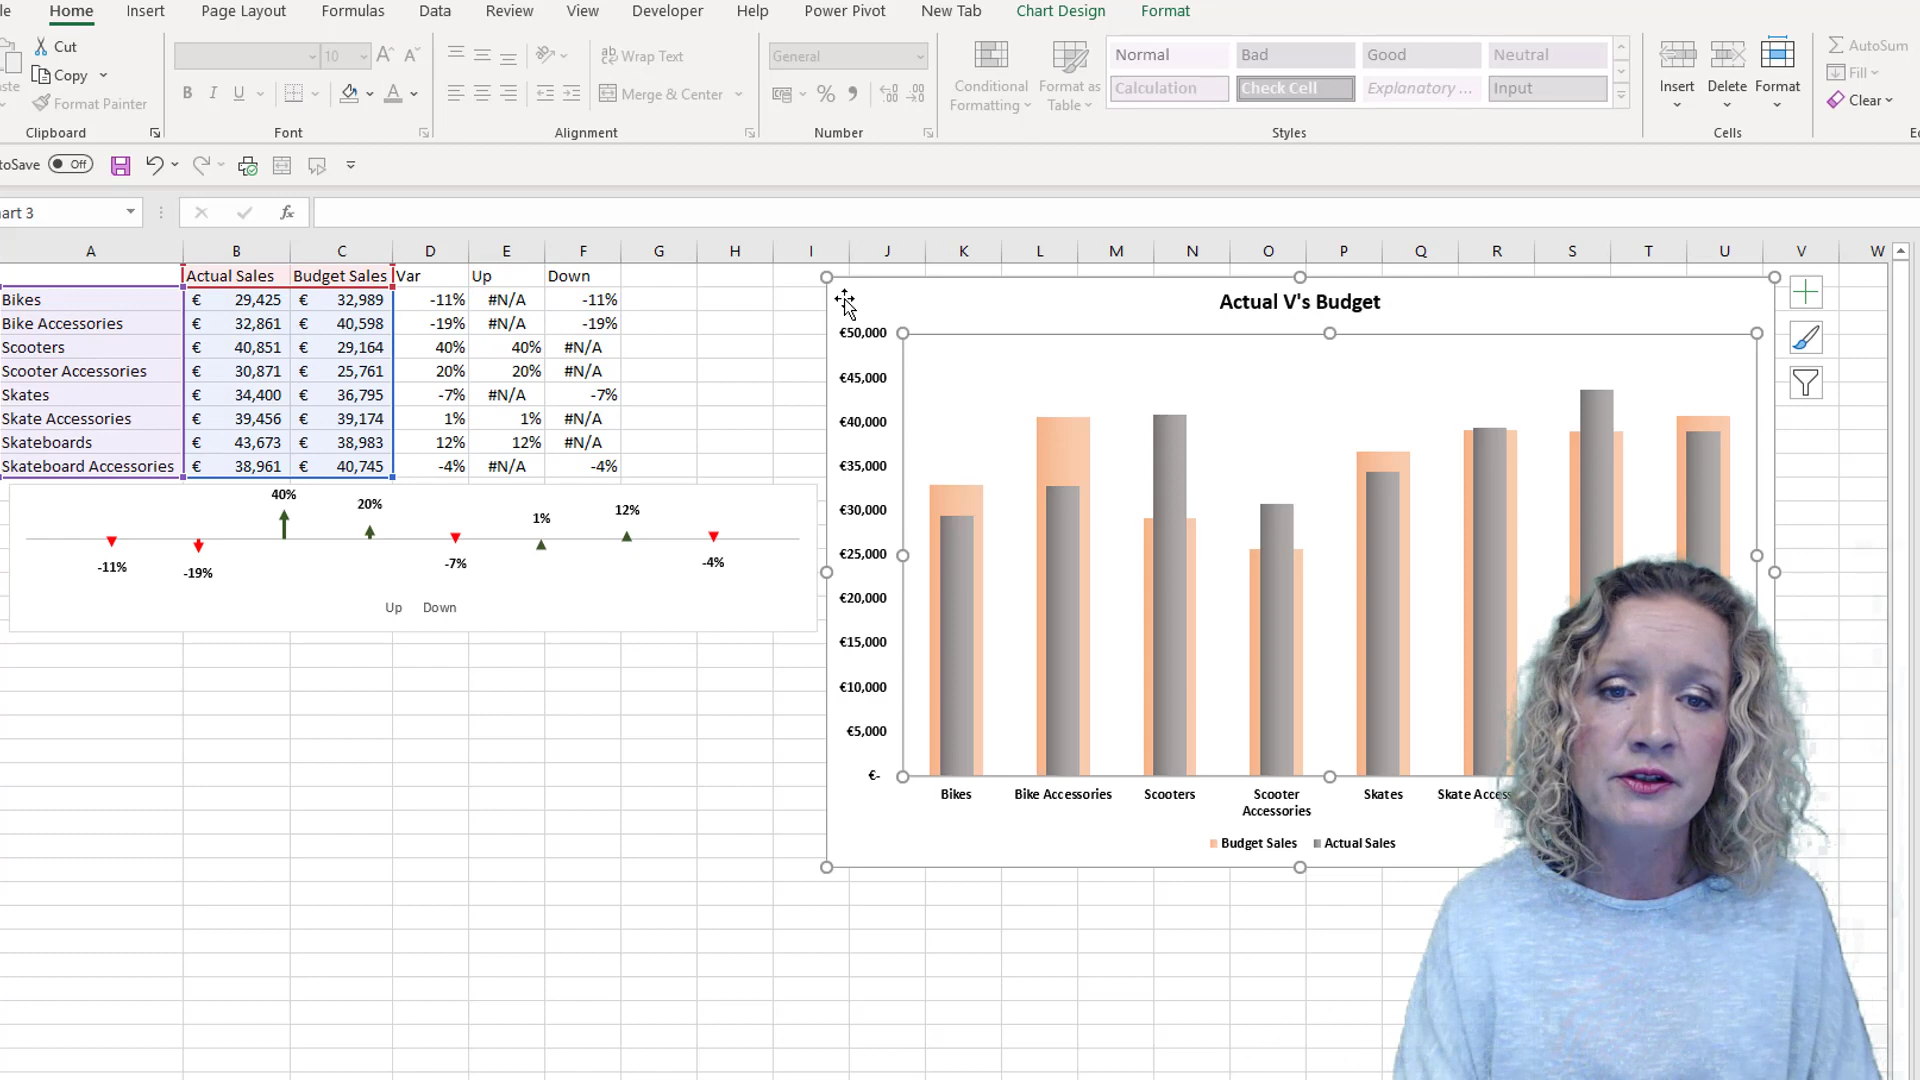 Home Insert Page Layout Formulas Data Review View Developer Help Power Pivot New Tab Chart Design Format
Cut
Copy
Format Painter
Clipboard
10
B I U A
Font
Wrap Text
Merge & Center
Alignment
General
%
Number
Conditional Formatting
Format as Table
Normal Bad Good Neutral
Calculation Check Cell Explanatory ... Input
Styles
Insert Delete Format
Cells
AutoSum
Fill
Clear
toSave Off
art 3
fx
A B C D E F G H I J K L M N O P Q R S T U V W
Actual Sales Budget Sales Var Up Down
Bikes € 29,425 € 32,989 -11% #N/A -11%
Bike Accessories € 32,861 € 40,598 -19% #N/A -19%
Scooters € 40,851 € 29,164 40% 40% #N/A
Scooter Accessories € 30,871 € 25,761 20% 20% #N/A
Skates € 34,400 € 36,795 -7% #N/A -7%
Skate Accessories € 39,456 € 39,174 1% 1% #N/A
Skateboards € 43,673 € 38,983 12% 12% #N/A
Skateboard Accessories € 38,961 € 40,745 -4% #N/A -4%
40% 20% 1% 12%
-11% -19% -7% -4%
Up Down
Actual V's Budget
€50,000
€45,000
€40,000
€35,000
€30,000
€25,000
€20,000
€15,000
€10,000
€5,000
€-
Bikes Bike Accessories Scooters Scooter Accessories Skates Skate Access
Budget Sales Actual Sales